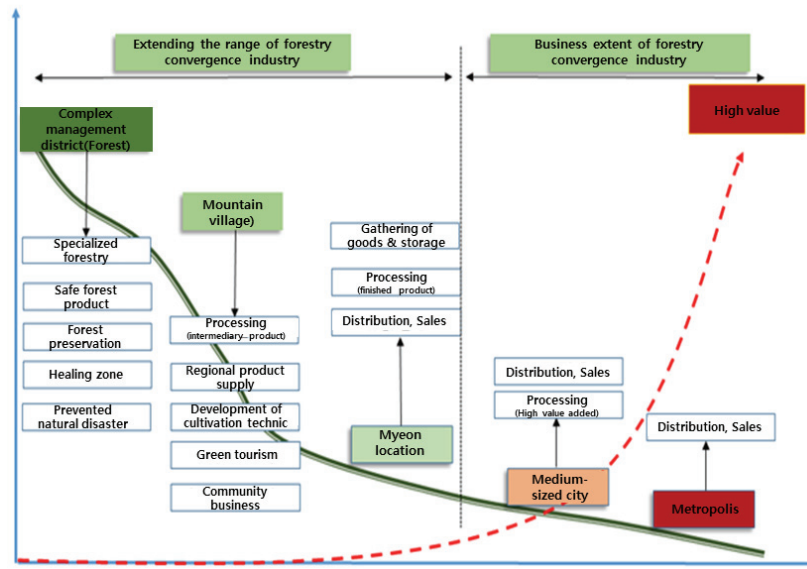 Extending the range of forestry
convergence industry
Business extent of forestry
convergence industry
Complex
management
district(Forest)
High value
Mountain
village)
Specialized
forestry
Safe forest
product
Forest
preservation
Healing zone
Prevented
natural disaster
Processing
(intermediary product)
Regional product
supply
Development of
cultivation technic
Green tourism
Community
business
Gathering of
goods & storage
Processing
(finished product)
Distribution, Sales
Myeon
location
Distribution, Sales
Processing
(High value added)
Medium-
sized city
Distribution, Sales
Metropolis